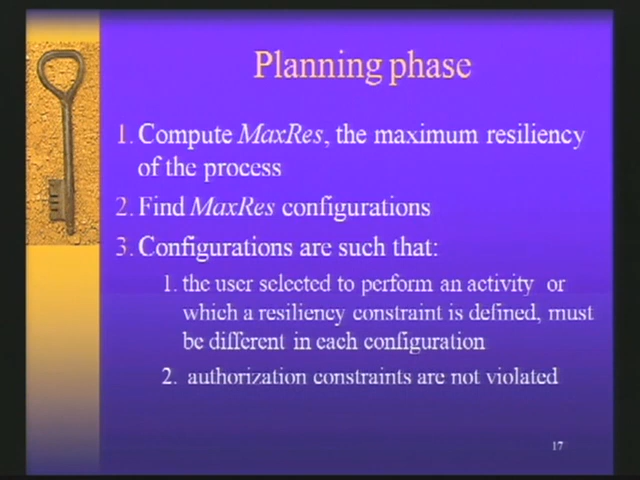 Planning phase
1. Compute MaxRes, the maximum resiliency
of the process
2. Find MaxRes configurations
3. Configurations are such that:
1. the user selected to perform an activity or
which a resiliency constraint is defined, must
be different in each configuration
2. authorization constraints are not violated
17